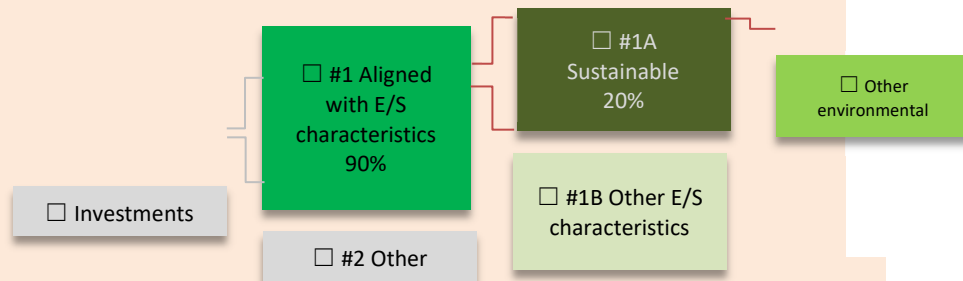 ☐ #1 Aligned
with E/S
characteristics
90%
☐ #1A
Sustainable
20%
☐ Other
environmental
☐ Investments
☐ #1B Other E/S
characteristics
☐ #2 Other